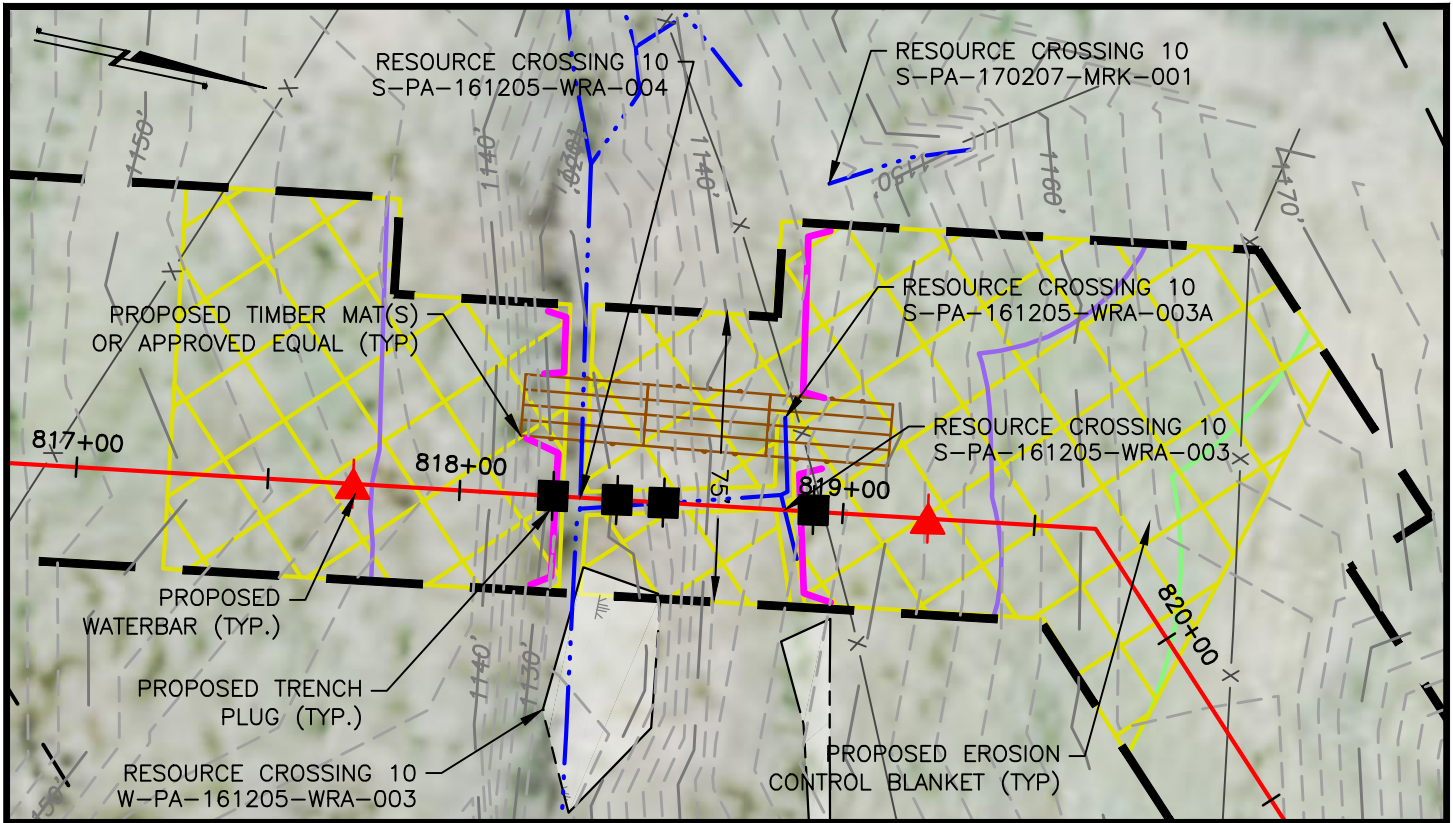 RESOURCE CROSSING 10
S-PA-161205-WRA-004
RESOURCE CROSSING 10
S-PA-170207-MRK-001
1150'
1140'
1140'
1150'
1160'
1170'
RESOURCE CROSSING 10
S-PA-161205-WRA-003A
PROPOSED TIMBER MAT(S)
OR APPROVED EQUAL (TYP)
RESOURCE CROSSING 10
S-PA-161205-WRA-003
817+00
818+00
75'
819+00
820+00
PROPOSED
WATERBAR (TYP.)
1140'
1130'
PROPOSED TRENCH
PLUG (TYP.)
RESOURCE CROSSING 10
W-PA-161205-WRA-003
PROPOSED EROSION
CONTROL BLANKET (TYP)
1150'